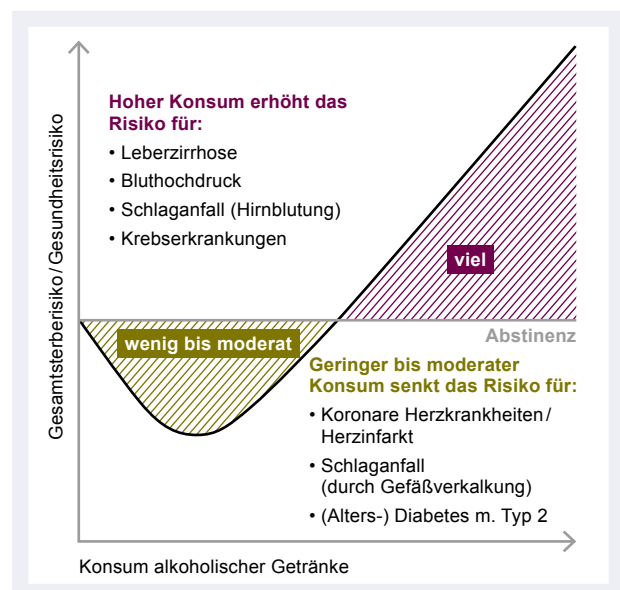 Gesamtsterberisiko/Gesundheitsrisiko
Hoher Konsum erhöht das
Risiko für:
• Leberzirrhose
• Bluthochdruck
• Schlaganfall (Hirnblutung)
• Krebserkrankungen
viel
wenig bis moderat
Abstinenz
Geringer bis moderater
Konsum senkt das Risiko für:
• Koronare Herzkrankheiten/
Herzinfarkt
• Schlaganfall
(durch Gefäßverkalkung)
• (Alters-) Diabetes m. Typ 2
Konsum alkoholischer Getränke